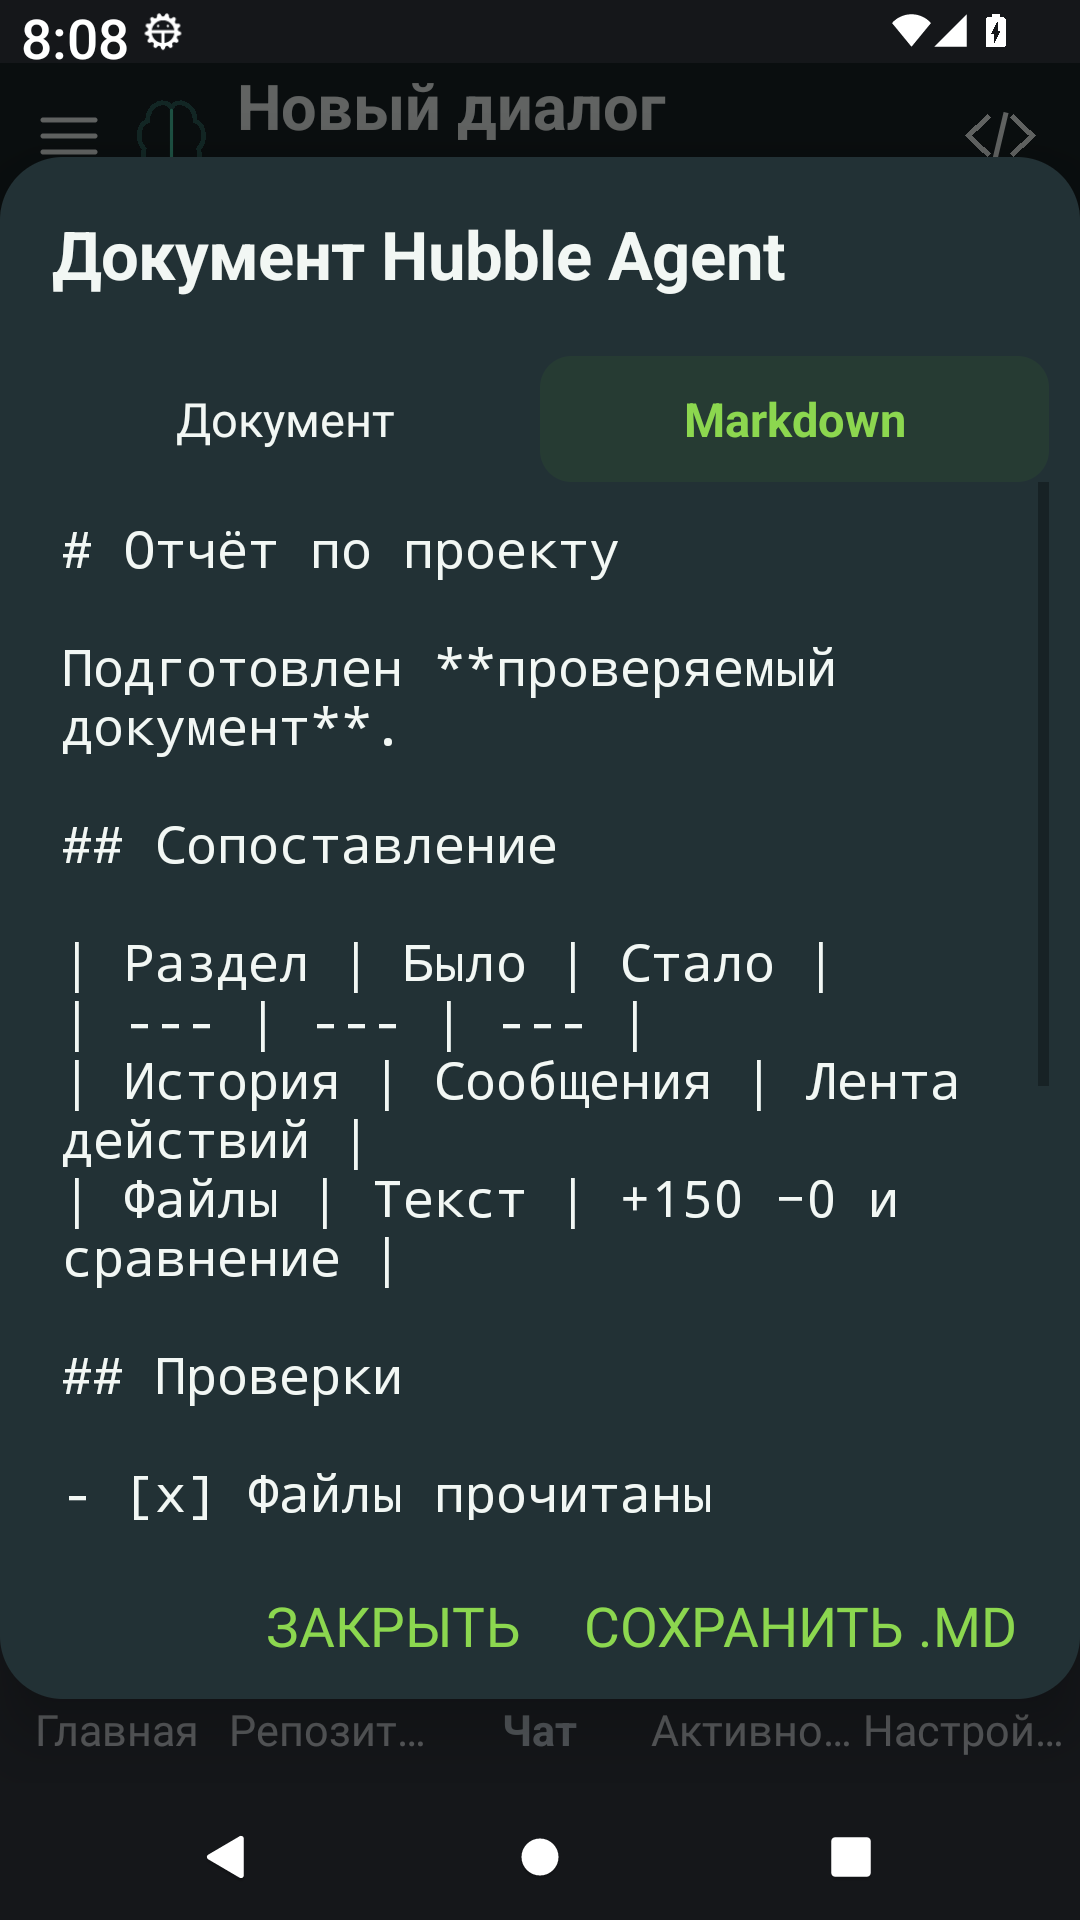 8:08
Новый диалог
Документ Hubble Agent
Документ
Markdown
# Отчёт по проекту
Подготовлен **проверяемый
документ**.
## Сопоставление
| Раздел | Было | Стало |
| --- | --- | --- |
| История | Сообщения | Лента
действий |
| Файлы | Текст | +150 −0 и
сравнение |
## Проверки
- [x] Файлы прочитаны
ЗАКРЫТЬ СОХРАНИТЬ .MD
Главная Репозит… Чат Активно… Настрой…